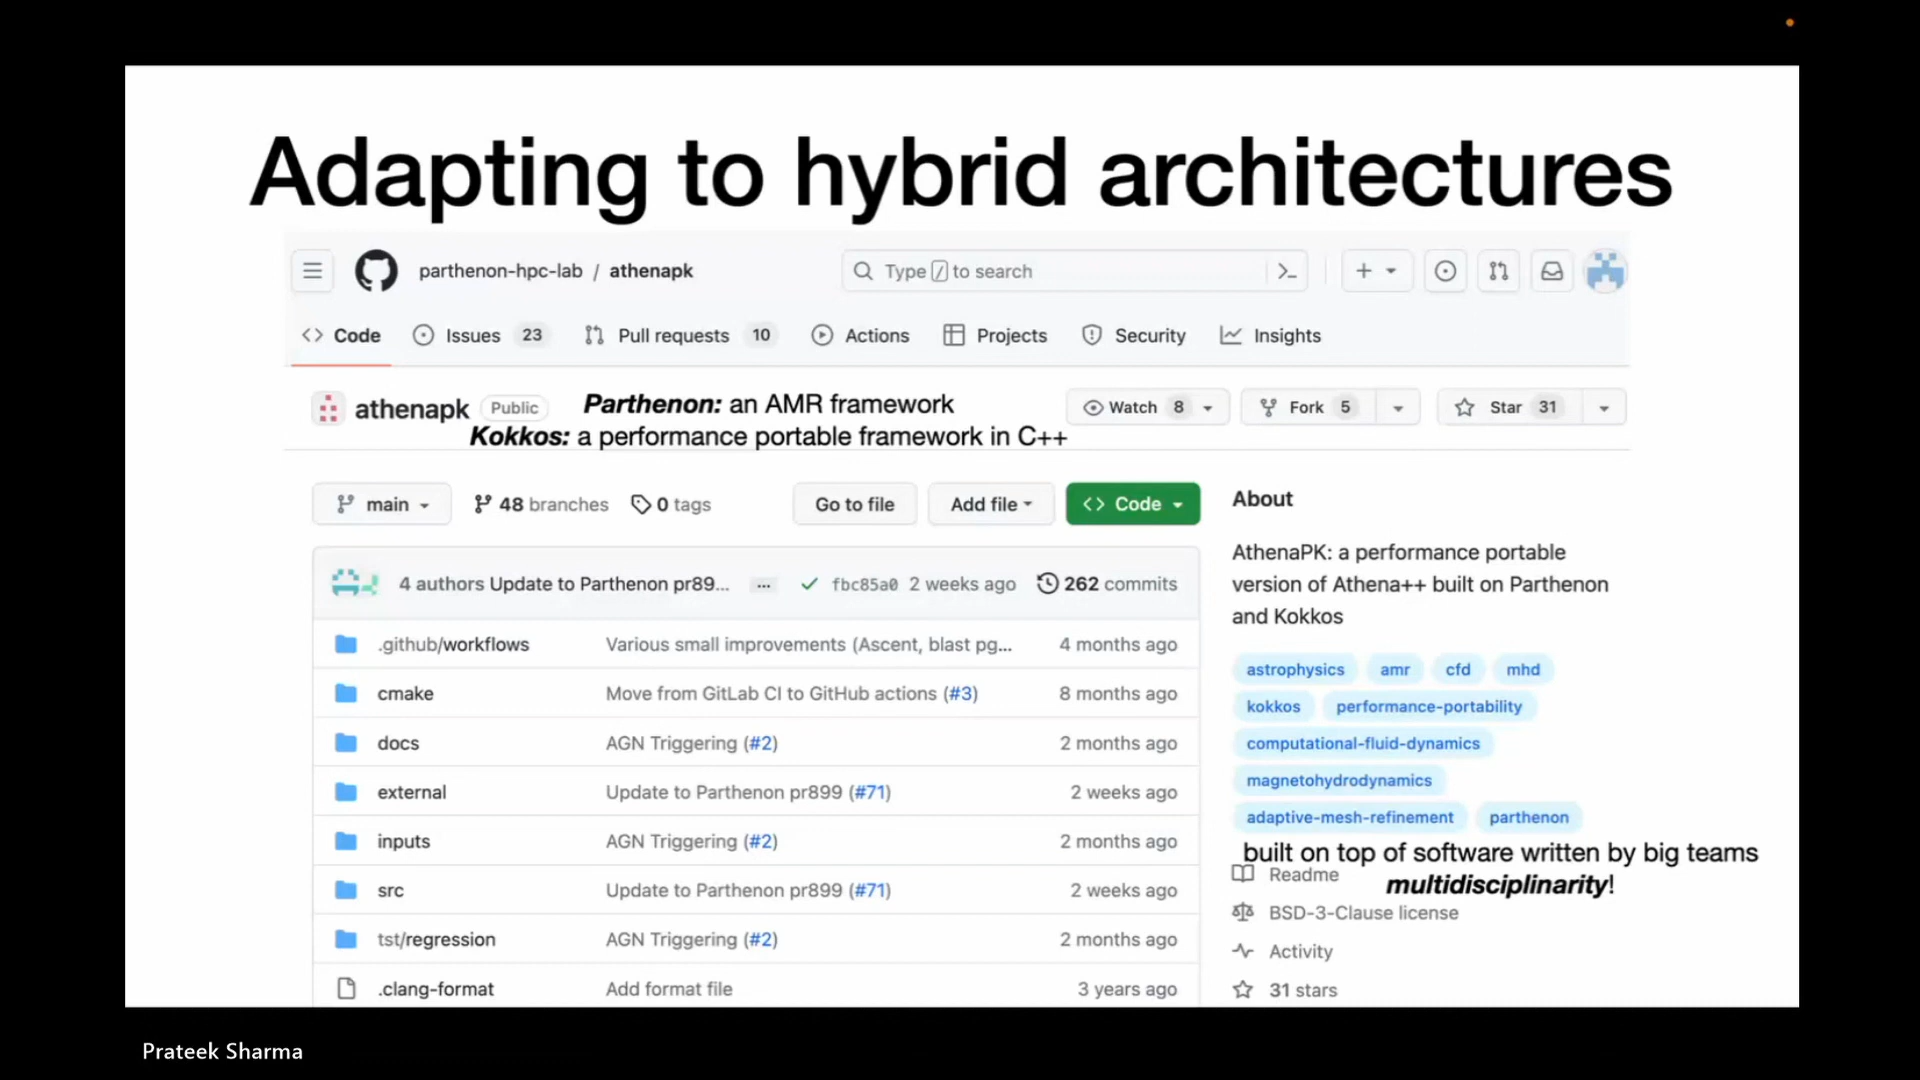 Adapting to hybrid architectures
parthenon-hpc-lab / athenapk
Type / to search
Code
Issues 23
Pull requests 10
Actions
Projects
Security
Insights
athenapk Public
Parthenon: an AMR framework
Kokkos: a performance portable framework in C++
Watch 8
Fork 5
Star 31
main
48 branches
0 tags
Go to file
Add file
Code
4 authors Update to Parthenon pr89... ... fbc85a0 2 weeks ago 262 commits
.github/workflows Various small improvements (Ascent, blast pg... 4 months ago
cmake Move from GitLab CI to GitHub actions (#3) 8 months ago
docs AGN Triggering (#2) 2 months ago
external Update to Parthenon pr899 (#71) 2 weeks ago
inputs AGN Triggering (#2) 2 months ago
src Update to Parthenon pr899 (#71) 2 weeks ago
tst/regression AGN Triggering (#2) 2 months ago
.clang-format Add format file 3 years ago
About
AthenaPK: a performance portable
version of Athena++ built on Parthenon
and Kokkos
astrophysics amr cfd mhd
kokkos performance-portability
computational-fluid-dynamics
magnetohydrodynamics
adaptive-mesh-refinement parthenon
built on top of software written by big teams
multidisciplinarity!
Readme
BSD-3-Clause license
Activity
31 stars
Prateek Sharma